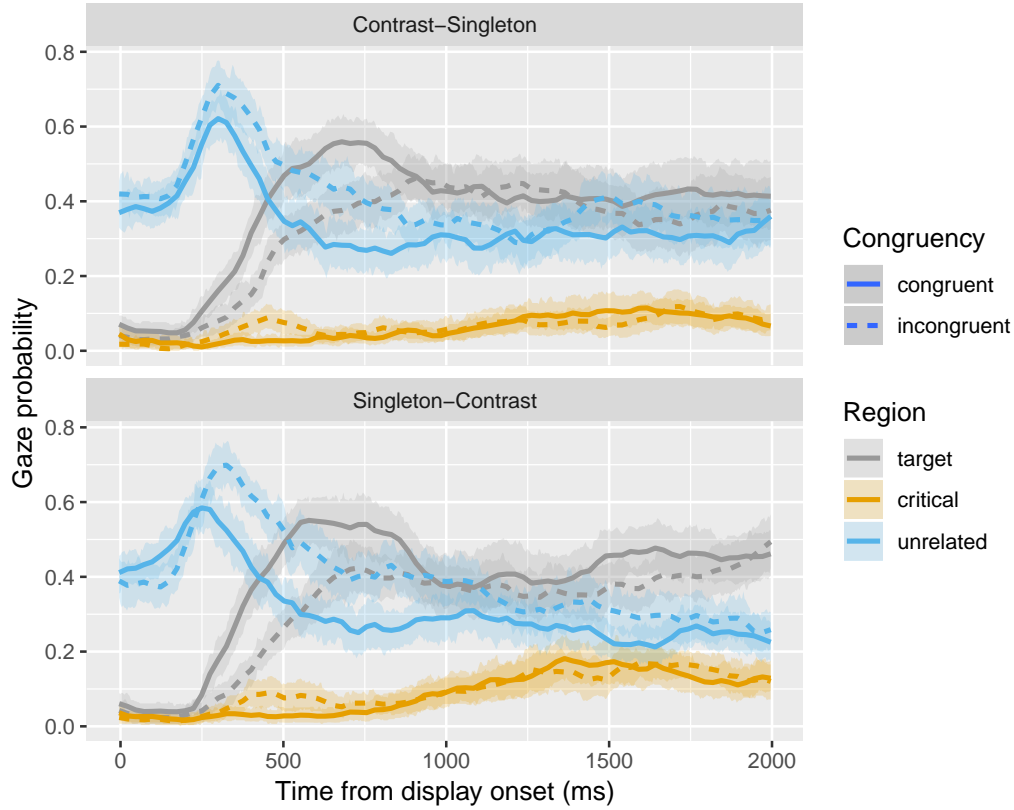 Contrast−Singleton
0.8
0.6
0.4
0.2
0.0
Singleton−Contrast
0.8
0.6
0.4
0.2
0.0
Gaze probability
0
500
1000
1500
2000
Time from display onset (ms)
Congruency
congruent
incongruent
Region
target
critical
unrelated